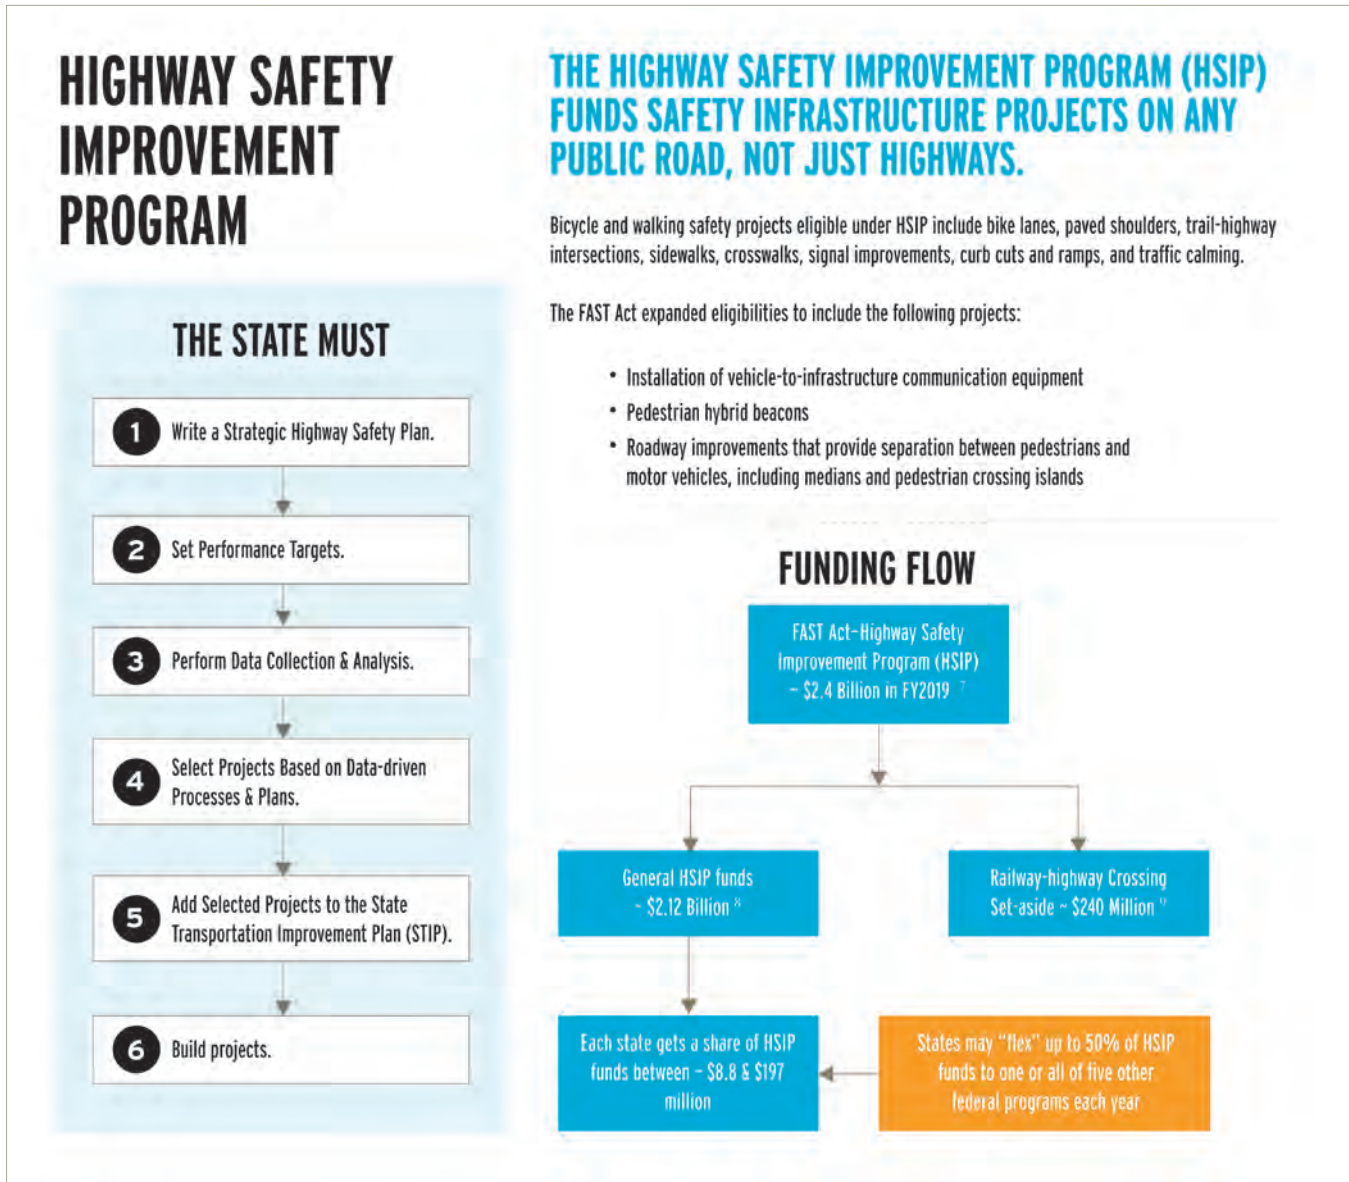 HIGHWAY SAFETY
IMPROVEMENT
PROGRAM
THE STATE MUST
1 Write a Strategic Highway Safety Plan.
2 Set Performance Targets.
3 Perform Data Collection & Analysis.
4 Select Projects Based on Data-driven
Processes & Plans.
5 Add Selected Projects to the State
Transportation Improvement Plan (STIP).
6 Build projects.
THE HIGHWAY SAFETY IMPROVEMENT PROGRAM (HSIP)
FUNDS SAFETY INFRASTRUCTURE PROJECTS ON ANY
PUBLIC ROAD, NOT JUST HIGHWAYS.
Bicycle and walking safety projects eligible under HSIP include bike lanes, paved shoulders, trail-highway
intersections, sidewalks, crosswalks, signal improvements, curb cuts and ramps, and traffic calming.
The FAST Act expanded eligibilities to include the following projects:
• Installation of vehicle-to-infrastructure communication equipment
• Pedestrian hybrid beacons
• Roadway improvements that provide separation between pedestrians and
motor vehicles, including medians and pedestrian crossing islands
FUNDING FLOW
FAST Act–Highway Safety
Improvement Program (HSIP)
~ $2.4 Billion in FY2019 7
General HSIP funds
~ $2.12 Billion 8
Railway-highway Crossing
Set-aside ~ $240 Million 9
Each state gets a share of HSIP
funds between ~ $8.8 & $197
million
States may "flex" up to 50% of HSIP
funds to one or all of five other
federal programs each year